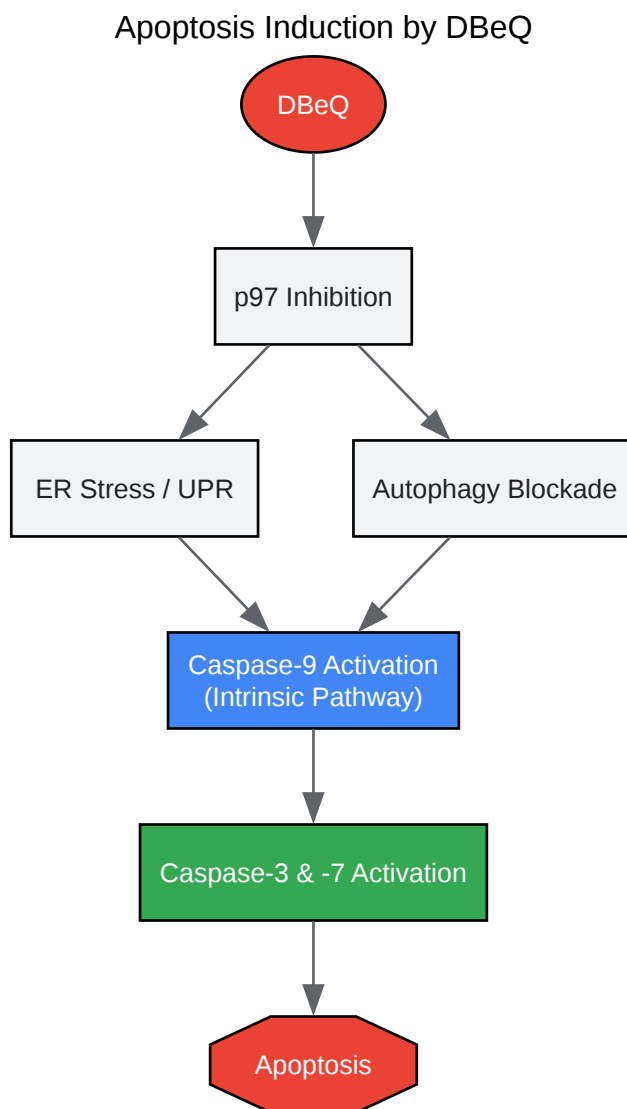 Apoptosis Induction by DBeQ
DBeQ
p97 Inhibition
ER Stress / UPR
Autophagy Blockade
Caspase-9 Activation
(Intrinsic Pathway)
Caspase-3 & -7 Activation
Apoptosis